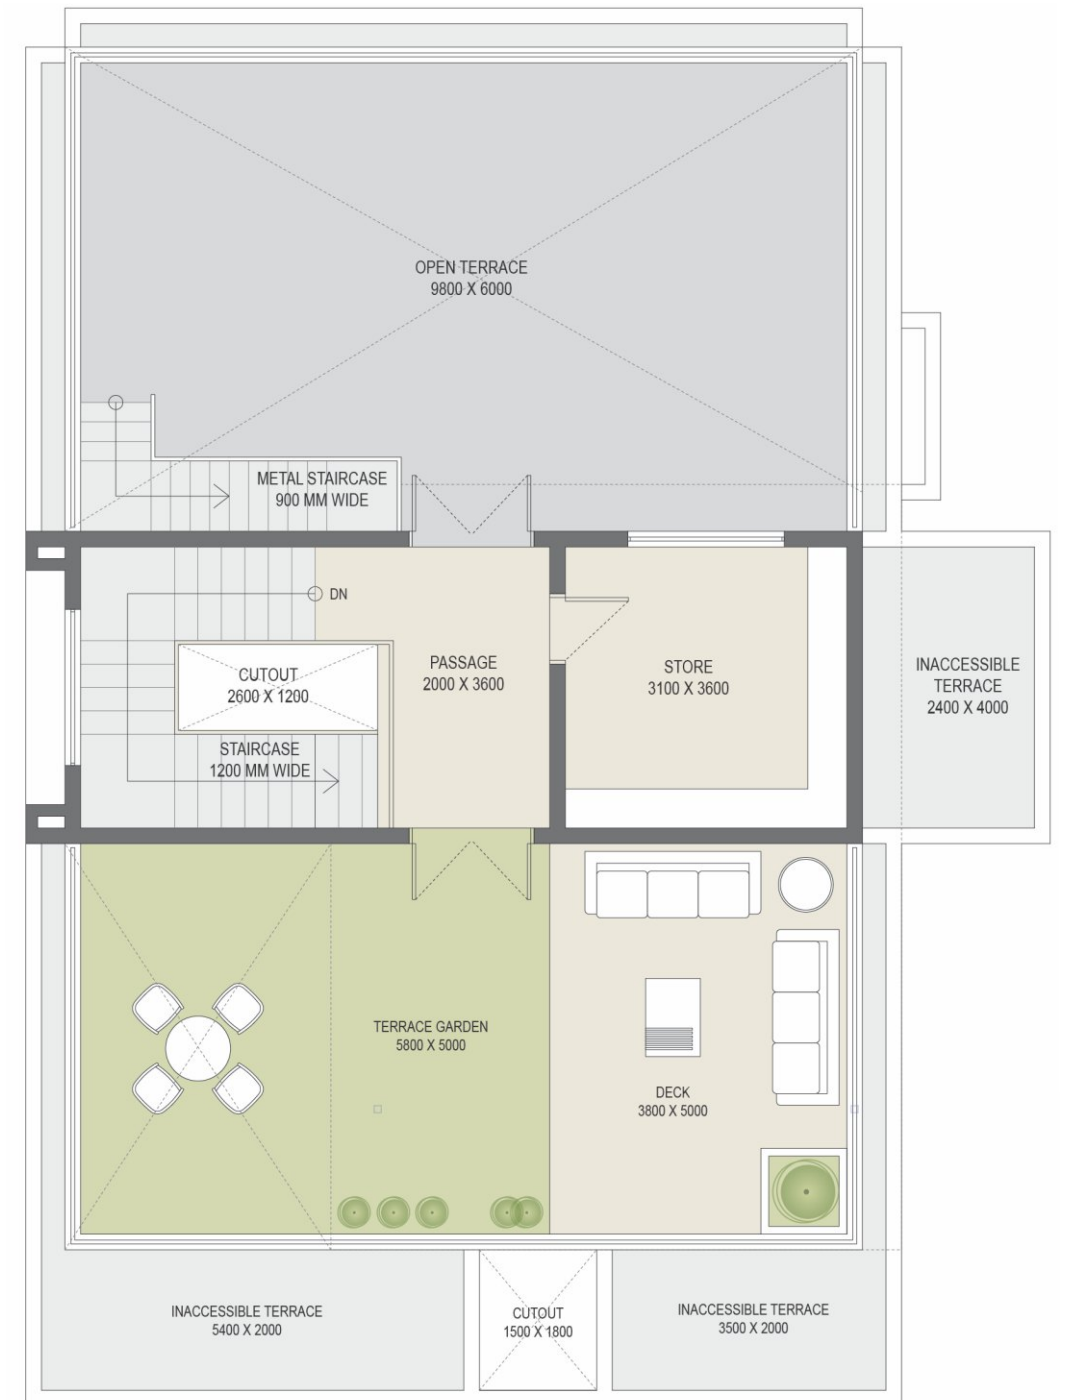 OPEN TERRACE
9800 X 6000
METAL STAIRCASE
900 MM WIDE
DN
CUTOUT
2600 X 1200
PASSAGE
2000 X 3600
STORE
3100 X 3600
INACCESSIBLE
TERRACE
2400 X 4000
STAIRCASE
1200 MM WIDE
TERRACE GARDEN
5800 X 5000
DECK
3800 X 5000
INACCESSIBLE TERRACE
5400 X 2000
CUTOUT
1500 X 1800
INACCESSIBLE TERRACE
3500 X 2000